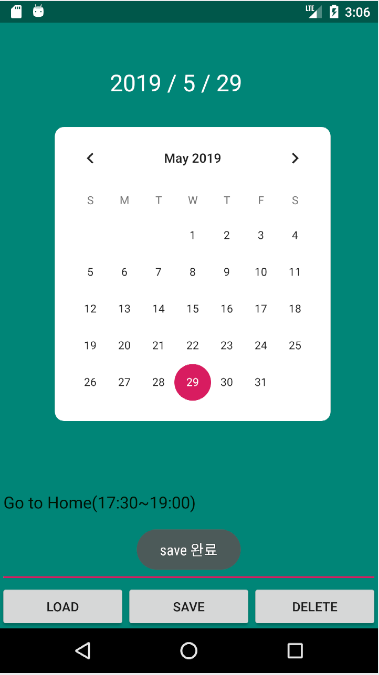 LTE 3:06
2019 / 5 / 29
May 2019
S M T W T F S
1 2 3 4
5 6 7 8 9 10 11
12 13 14 15 16 17 18
19 20 21 22 23 24 25
26 27 28 29 30 31
Go to Home(17:30~19:00)
save 완료
LOAD SAVE DELETE